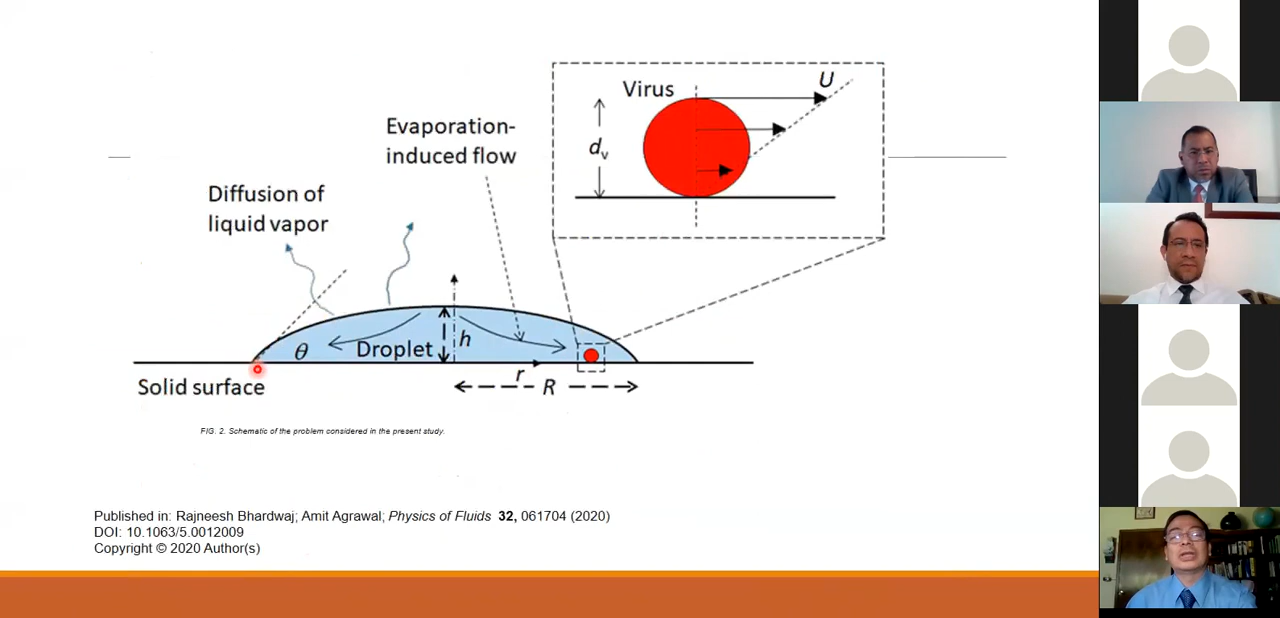 Virus
U
dᵥ
Evaporation-
induced flow
Diffusion of
liquid vapor
θ
Droplet
h
Solid surface
r
R
FIG. 2. Schematic of the problem considered in the present study.
Published in: Rajneesh Bhardwaj; Amit Agrawal; Physics of Fluids 32, 061704 (2020)
DOI: 10.1063/5.0012009
Copyright © 2020 Author(s)